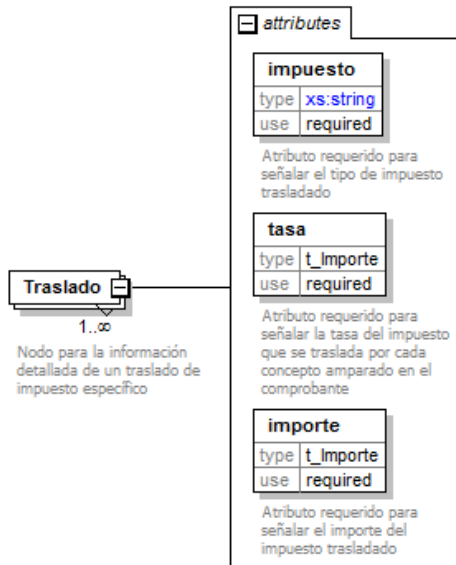 attributes
impuesto
type xs:string
use required
Atributo requerido para
señalar el tipo de impuesto
trasladado
tasa
type t_Importe
use required
Atributo requerido para
señalar la tasa del impuesto
que se traslada por cada
concepto amparado en el
comprobante
Traslado
1..∞
Nodo para la información
detallada de un traslado de
impuesto específico
importe
type t_Importe
use required
Atributo requerido para
señalar el importe del
impuesto trasladado